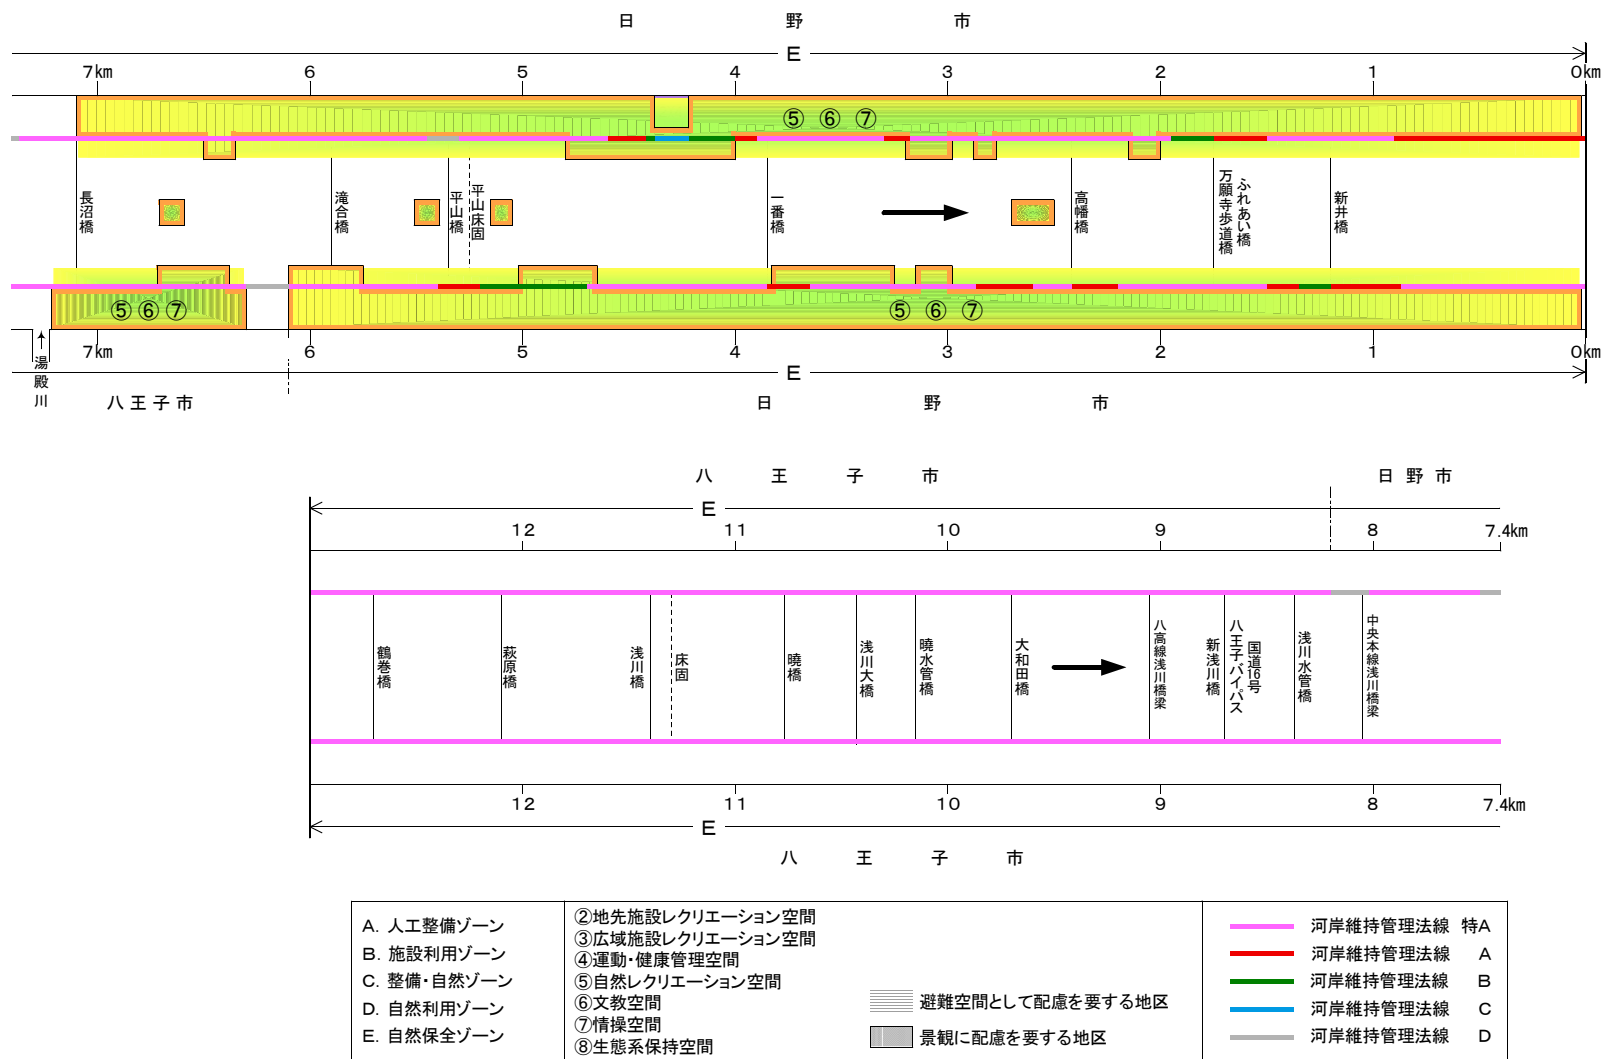 日 野 市
E
7km 6 5 4 3 2 1 0km
⑤ ⑥ ⑦
長沼橋
滝合橋
平山橋
平山床固
一番橋
高幡橋
万願寺歩道橋
ふれあい橋
新井橋
⑤ ⑥ ⑦
⑤ ⑥ ⑦
7km 6 5 4 3 2 1 0km
E
湯殿川
八王子市
日 野 市
八 王 子 市
日 野 市
E
12 11 10 9 8 7.4km
鶴巻橋
萩原橋
浅川橋
床固
暁橋
浅川大橋
暁水管橋
大和田橋
八高線浅川橋梁
新浅川橋
八王子バイパス
国道16号
浅川水管橋
中央本線浅川橋梁
12 11 10 9 8 7.4km
E
八 王 子 市
A. 人工整備ゾーン
B. 施設利用ゾーン
C. 整備・自然ゾーン
D. 自然利用ゾーン
E. 自然保全ゾーン
②地先施設レクリエーション空間
③広域施設レクリエーション空間
④運動・健康管理空間
⑤自然レクリエーション空間
⑥文教空間
⑦情操空間
⑧生態系保持空間
避難空間として配慮を要する地区
景観に配慮を要する地区
河岸維持管理法線 特A
河岸維持管理法線 A
河岸維持管理法線 B
河岸維持管理法線 C
河岸維持管理法線 D